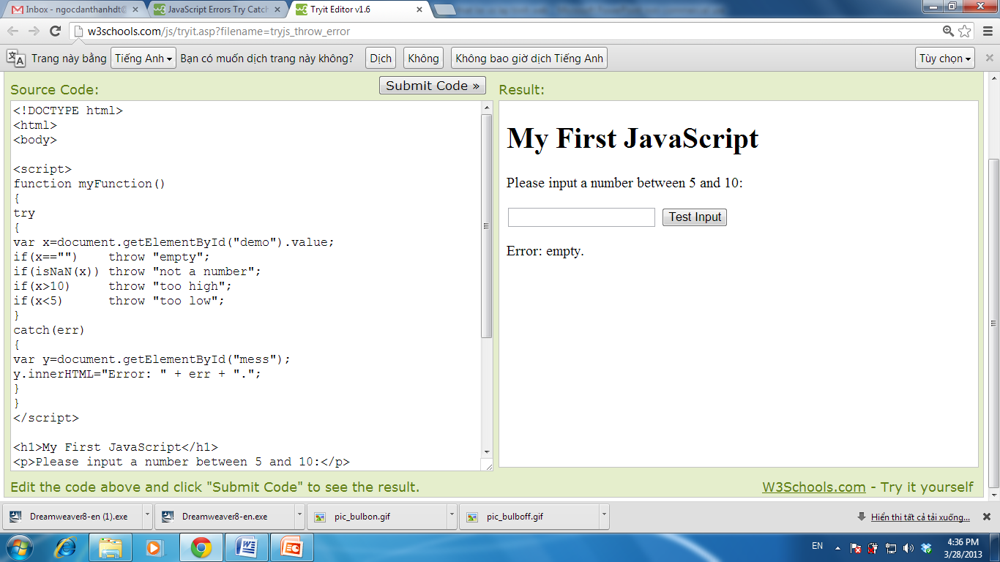 Inbox - ngocdanthanhdt@
JavaScript Errors Try Catch
Tryit Editor v1.6
w3schools.com/js/tryit.asp?filename=tryjs_throw_error
Trang này bằng Tiếng Anh Bạn có muốn dịch trang này không? Dịch Không Không bao giờ dịch Tiếng Anh Tùy chọn
Source Code:
Submit Code »
Result:
<!DOCTYPE html>
<html>
<body>
<script>
function myFunction()
{
try
{
var x=document.getElementById("demo").value;
if(x=="")    throw "empty";
if(isNaN(x)) throw "not a number";
if(x>10)     throw "too high";
if(x<5)      throw "too low";
}
catch(err)
{
var y=document.getElementById("mess");
y.innerHTML="Error: " + err + ".";
}
}
</script>
<h1>My First JavaScript</h1>
<p>Please input a number between 5 and 10:</p>
My First JavaScript
Please input a number between 5 and 10:
Test Input
Error: empty.
Edit the code above and click "Submit Code" to see the result.
W3Schools.com - Try it yourself
Dreamweaver8-en (1).exe
Dreamweaver8-en.exe
pic_bulbon.gif
pic_bulboff.gif
Hiển thị tất cả tải xuống...
EN
4:36 PM
3/28/2013